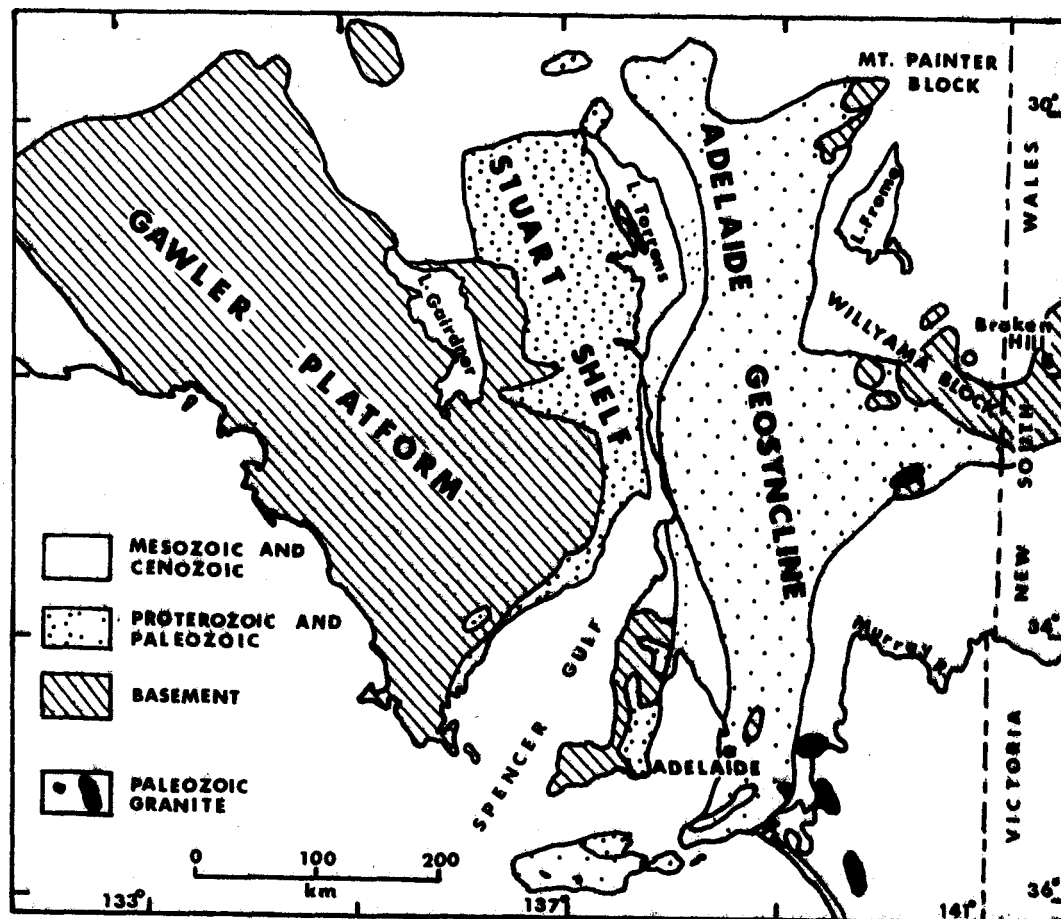 MT. PAINTER
BLOCK
30°
WALES
ADELAIDE
GEOSYNCLINE
STUART
SHELF
L. Torrens
L. Frome
GAWLER
PLATFORM
L. Gairdner
WILLYAMA BLOCK
Broken
Hill
SOUTH
NEW
34°
Murray R.
VICTORIA
MESOZOIC AND
CENOZOIC
PROTEROZOIC AND
PALEOZOIC
BASEMENT
PALEOZOIC
GRANITE
SPENCER GULF
ADELAIDE
0 100 200
km
133° 137° 141°
36°